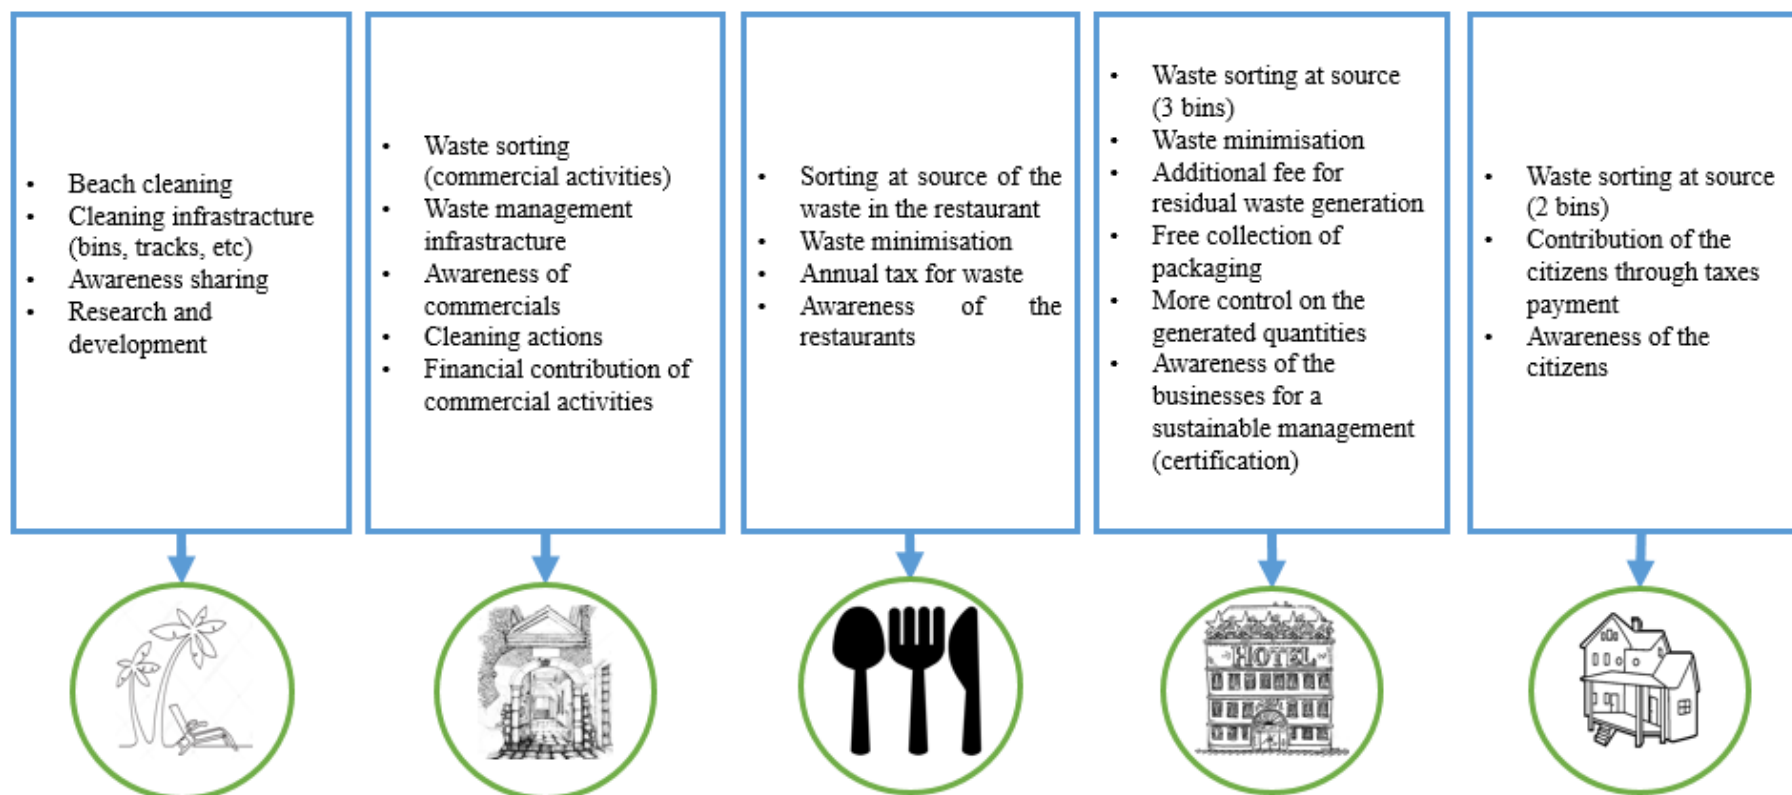 • Beach cleaning
• Cleaning infrastracture
(bins, tracks, etc)
• Awareness sharing
• Research and
development
• Waste sorting
(commercial activities)
• Waste management
infrastracture
• Awareness of
commercials
• Cleaning actions
• Financial contribution of
commercial activities
• Sorting at source of the
waste in the restaurant
• Waste minimisation
• Annual tax for waste
• Awareness of the
restaurants
• Waste sorting at source
(3 bins)
• Waste minimisation
• Additional fee for
residual waste generation
• Free collection of
packaging
• More control on the
generated quantities
• Awareness of the
businesses for a
sustainable management
(certification)
• Waste sorting at source
(2 bins)
• Contribution of the
citizens through taxes
payment
• Awareness of the
citizens
HOTEL